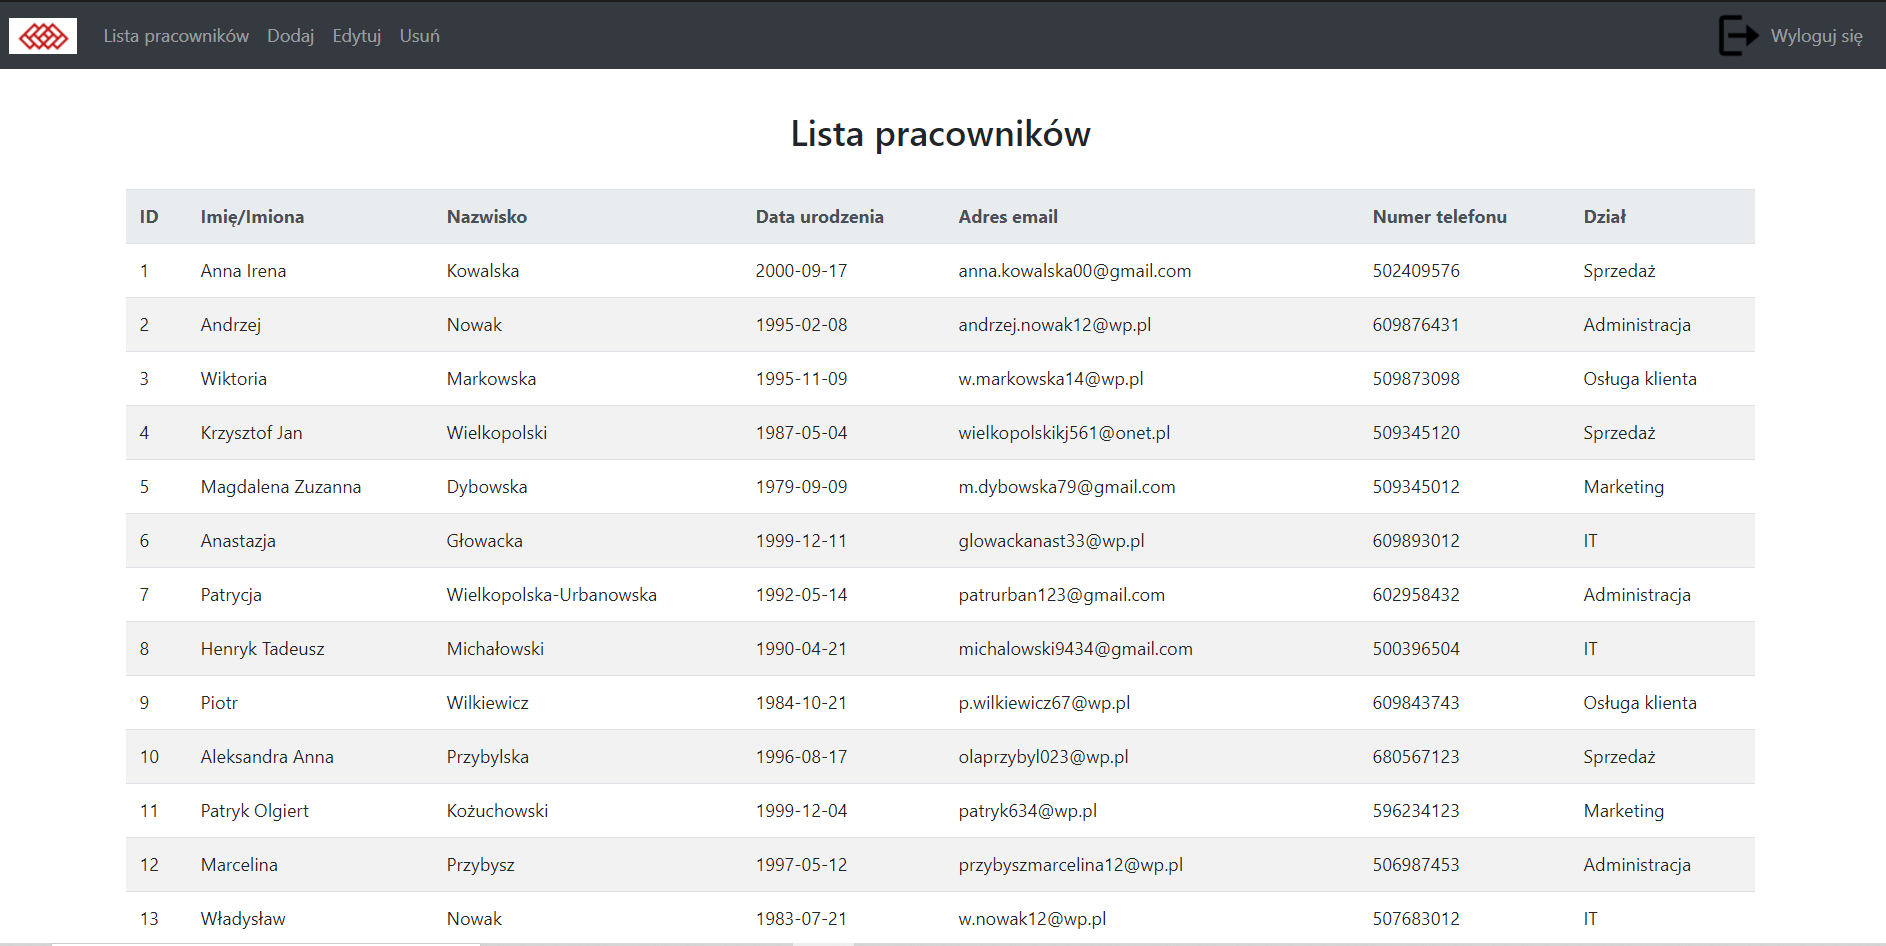 Lista pracowników Dodaj Edytuj Usuń Wyloguj się
Lista pracowników
ID Imię/Imiona Nazwisko Data urodzenia Adres email Numer telefonu Dział
1 Anna Irena Kowalska 2000-09-17 anna.kowalska00@gmail.com 502409576 Sprzedaż
2 Andrzej Nowak 1995-02-08 andrzej.nowak12@wp.pl 609876431 Administracja
3 Wiktoria Markowska 1995-11-09 w.markowska14@wp.pl 509873098 Osługa klienta
4 Krzysztof Jan Wielkopolski 1987-05-04 wielkopolskikj561@onet.pl 509345120 Sprzedaż
5 Magdalena Zuzanna Dybowska 1979-09-09 m.dybowska79@gmail.com 509345012 Marketing
6 Anastazja Głowacka 1999-12-11 glowackanast33@wp.pl 609893012 IT
7 Patrycja Wielkopolska-Urbanowska 1992-05-14 patrurban123@gmail.com 602958432 Administracja
8 Henryk Tadeusz Michałowski 1990-04-21 michalowski9434@gmail.com 500396504 IT
9 Piotr Wilkiewicz 1984-10-21 p.wilkiewicz67@wp.pl 609843743 Osługa klienta
10 Aleksandra Anna Przybylska 1996-08-17 olaprzybyl023@wp.pl 680567123 Sprzedaż
11 Patryk Olgiert Kożuchowski 1999-12-04 patryk634@wp.pl 596234123 Marketing
12 Marcelina Przybysz 1997-05-12 przybyszmarcelina12@wp.pl 506987453 Administracja
13 Władysław Nowak 1983-07-21 w.nowak12@wp.pl 507683012 IT